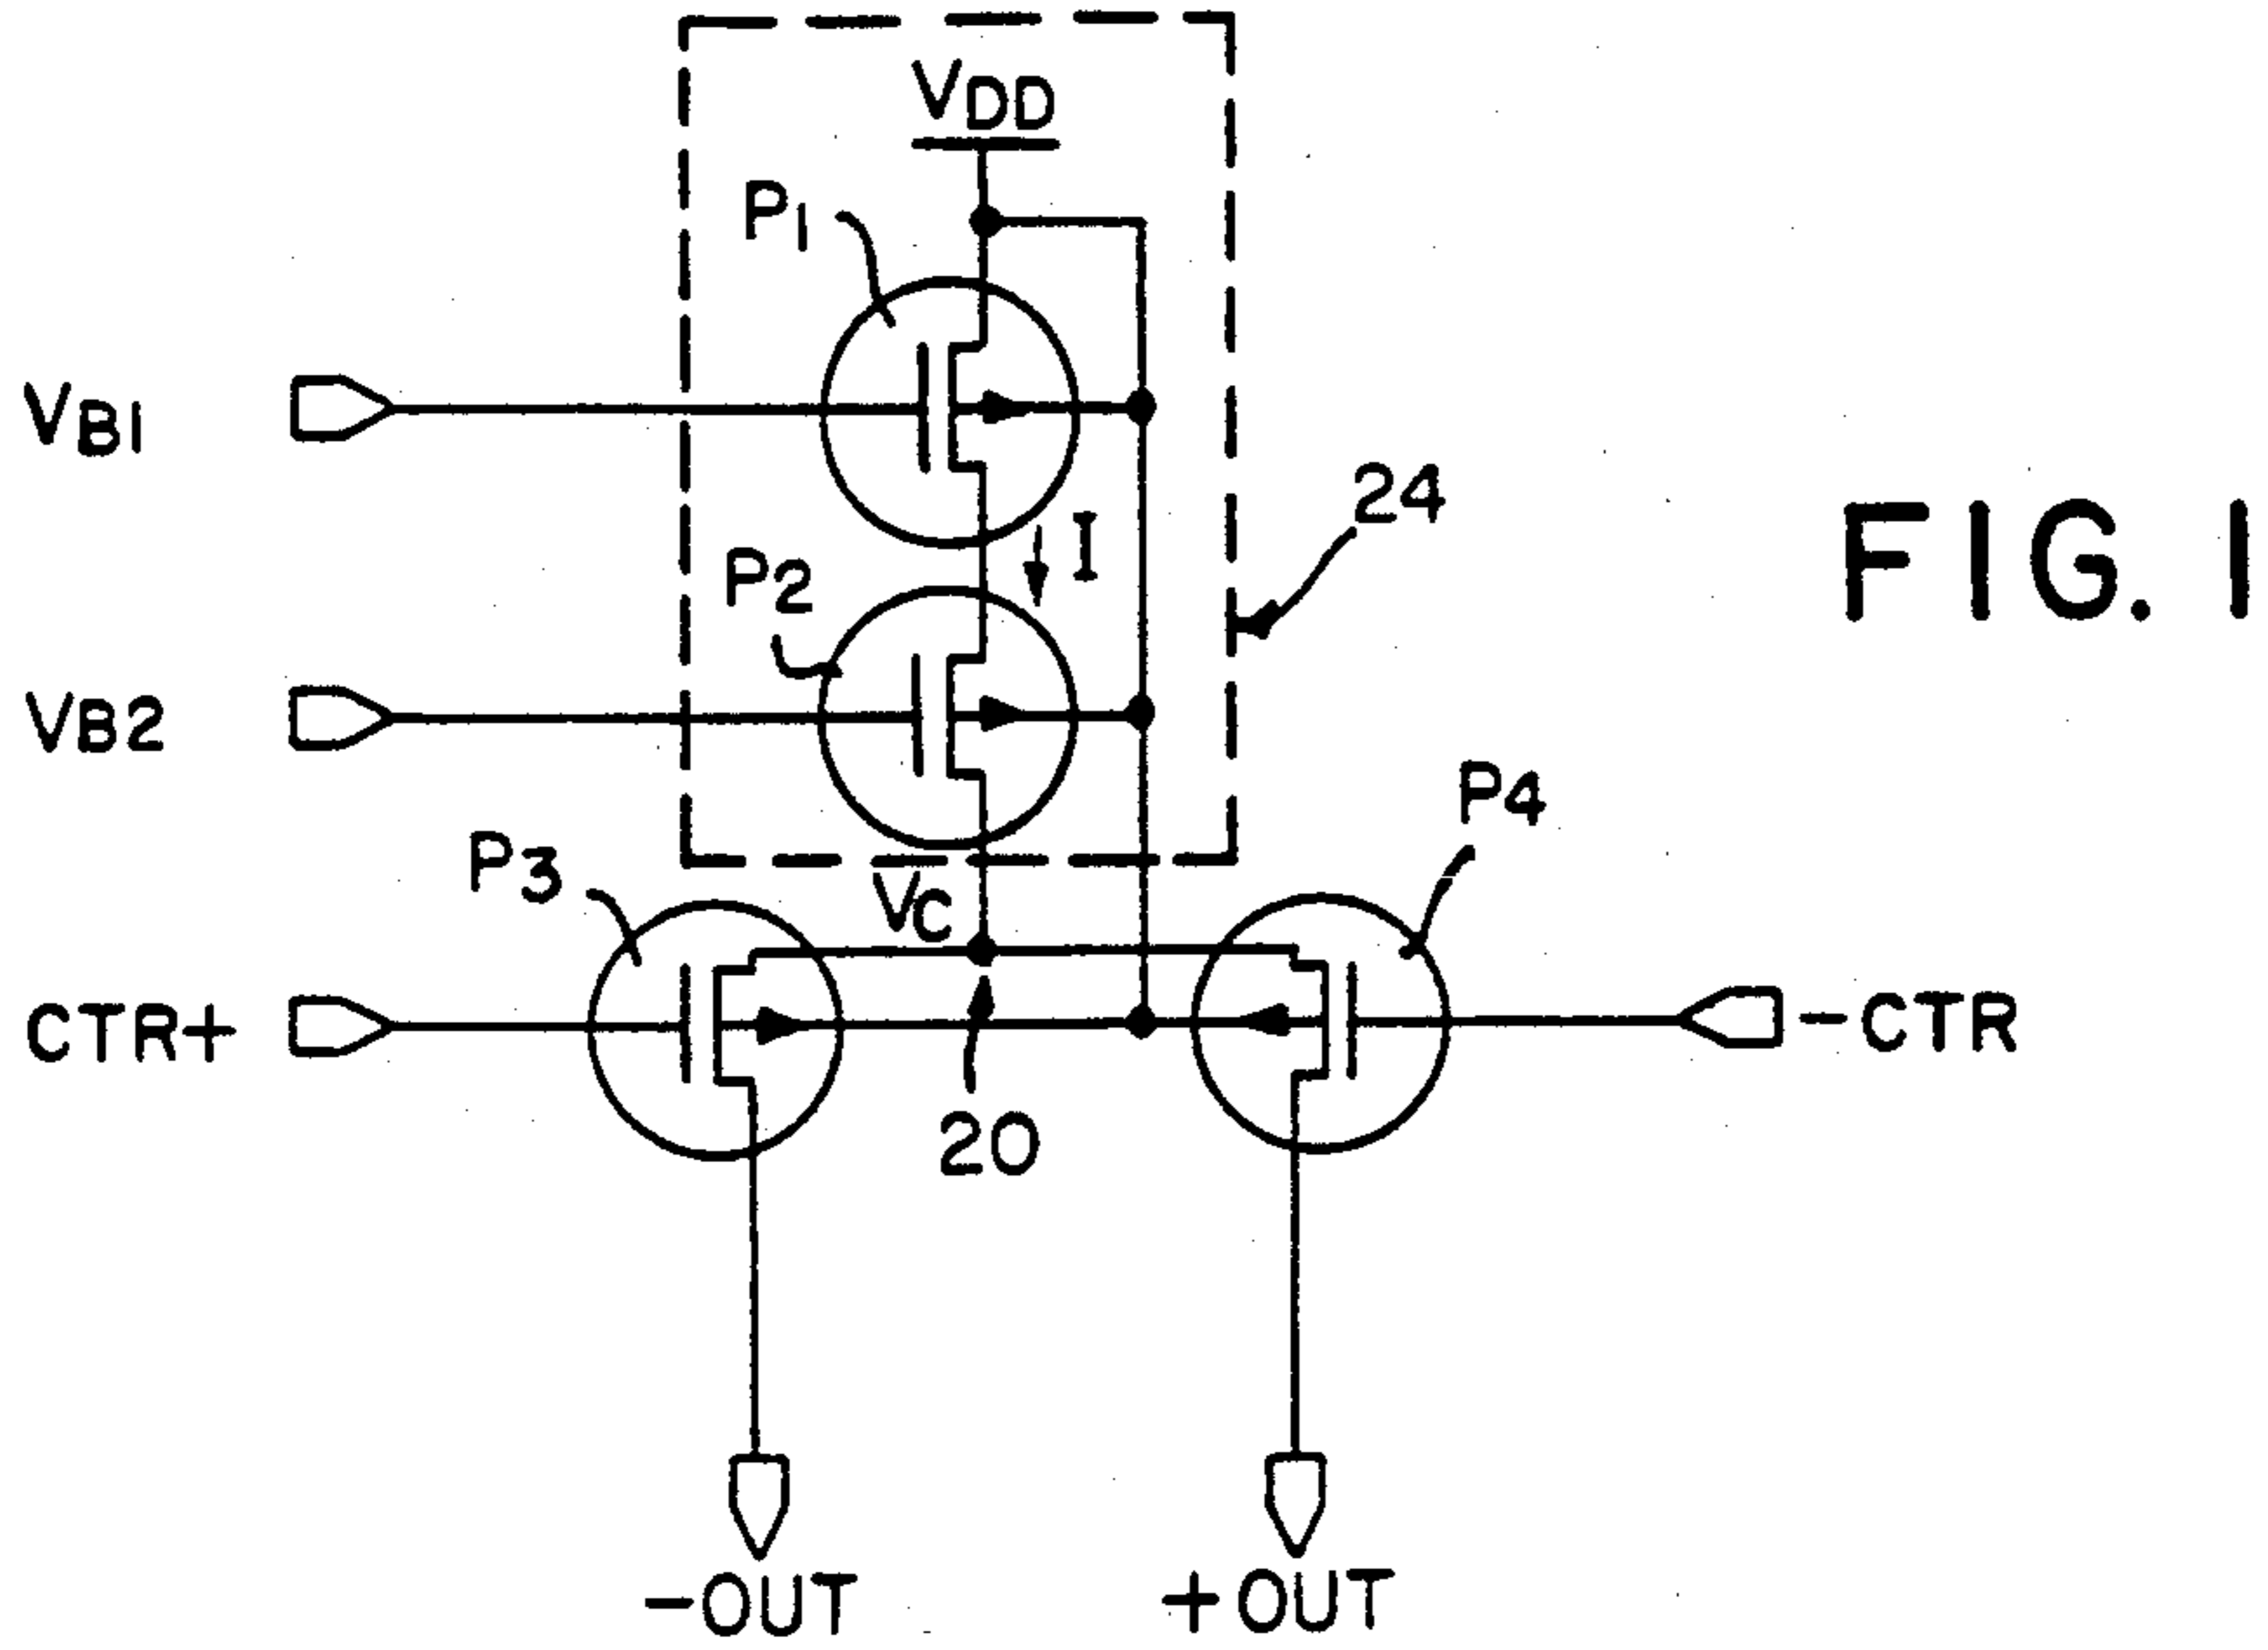 VDD
P1
VB1
24
FIG. 1
I
P2
VB2
P4
P3
VC
CTR+
-CTR
20
-OUT
+OUT